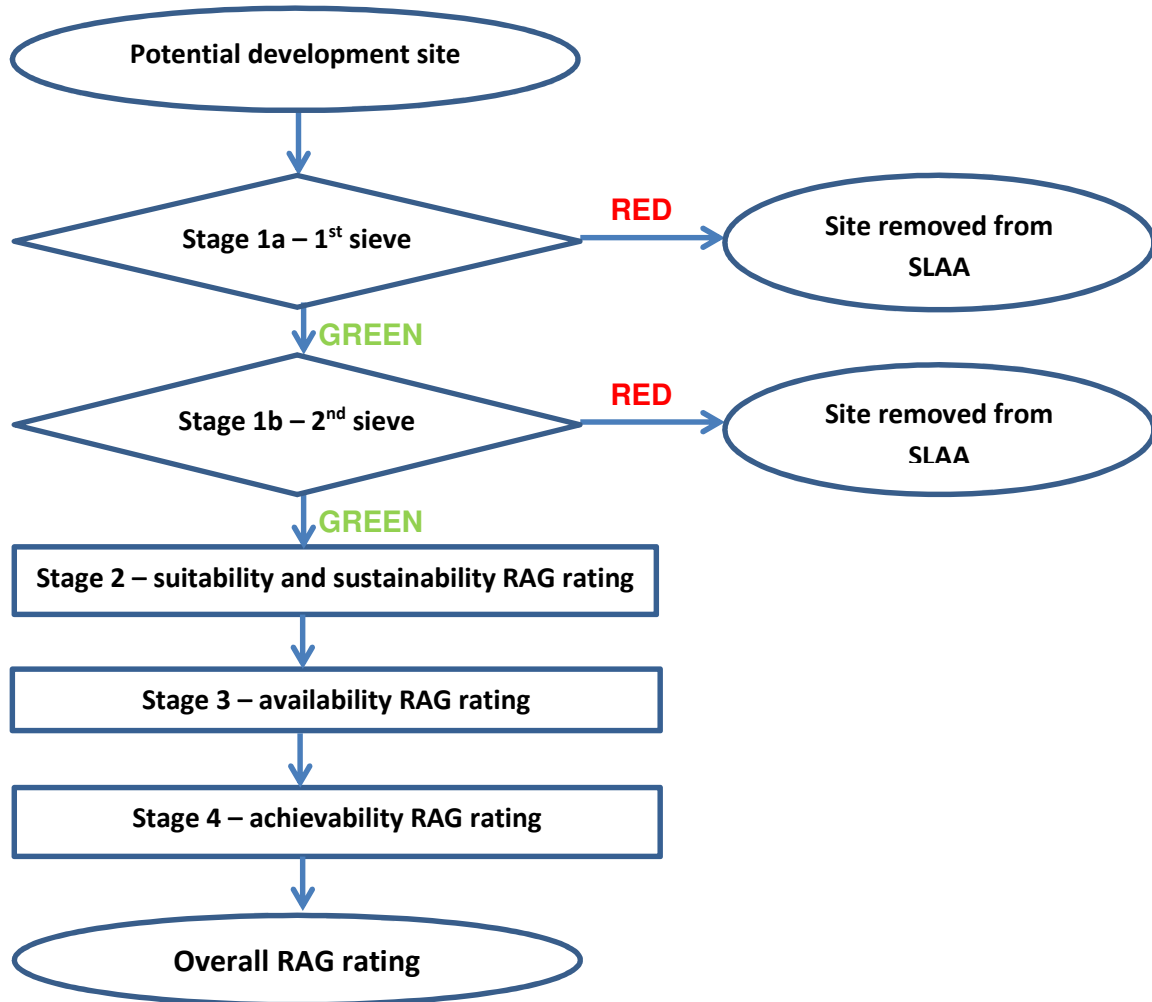 Potential development site
Stage 1a – 1st sieve
RED
Site removed from
SLAA
GREEN
Stage 1b – 2nd sieve
RED
Site removed from
SLAA
GREEN
Stage 2 – suitability and sustainability RAG rating
Stage 3 – availability RAG rating
Stage 4 – achievability RAG rating
Overall RAG rating